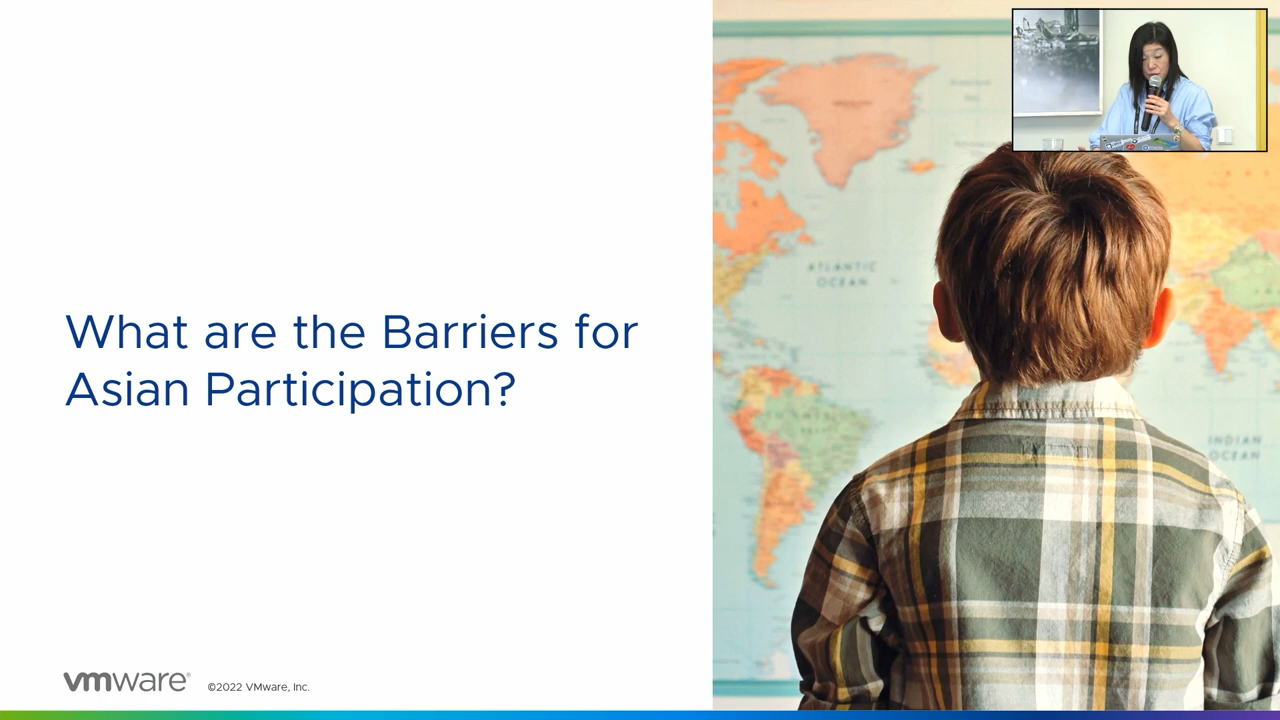 What are the Barriers for
Asian Participation?
vmware®
©2022 VMware, Inc.
ATLANTIC
OCEAN
INDIAN
OCEAN